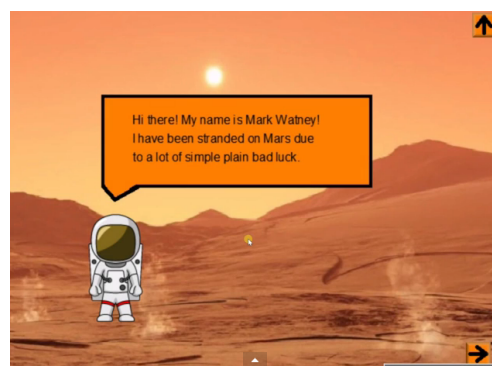 Hi there! My name is Mark Watney!
I have been stranded on Mars due
to a lot of simple plain bad luck.